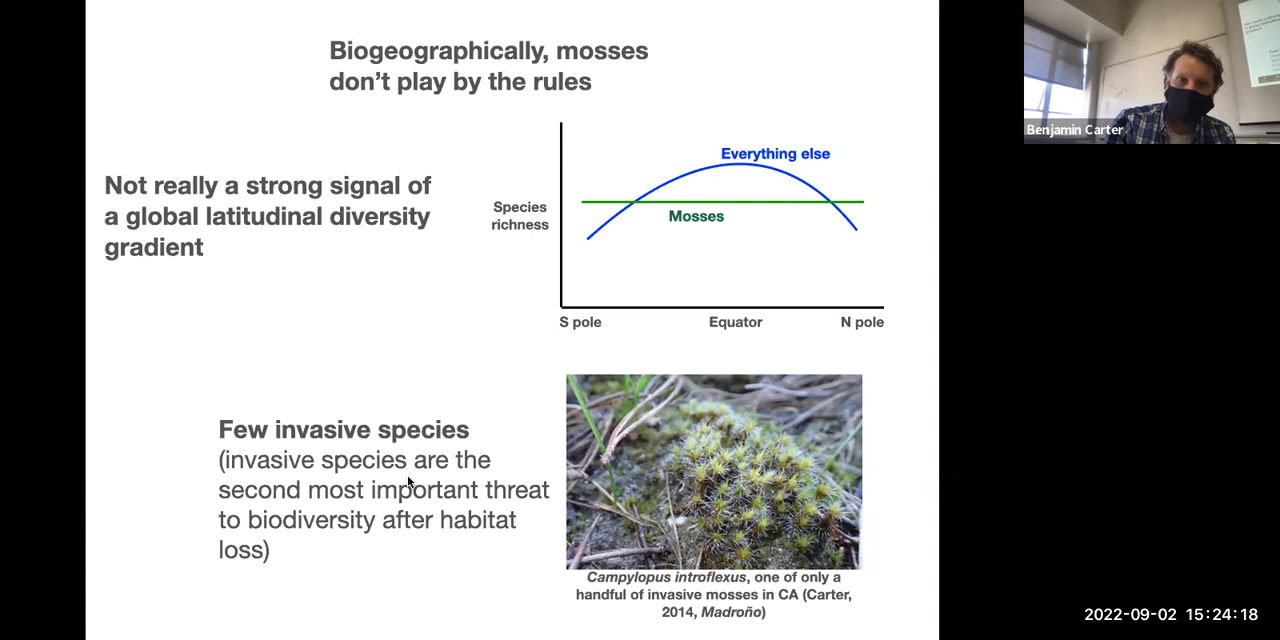 Biogeographically, mosses
don’t play by the rules
Not really a strong signal of
a global latitudinal diversity
gradient
Species
richness
Everything else
Mosses
S pole
Equator
N pole
Few invasive species
(invasive species are the
second most important threat
to biodiversity after habitat
loss)
Campylopus introflexus, one of only a
handful of invasive mosses in CA (Carter,
2014, Madroño)
Benjamin Carter
2022-09-02 15:24:18